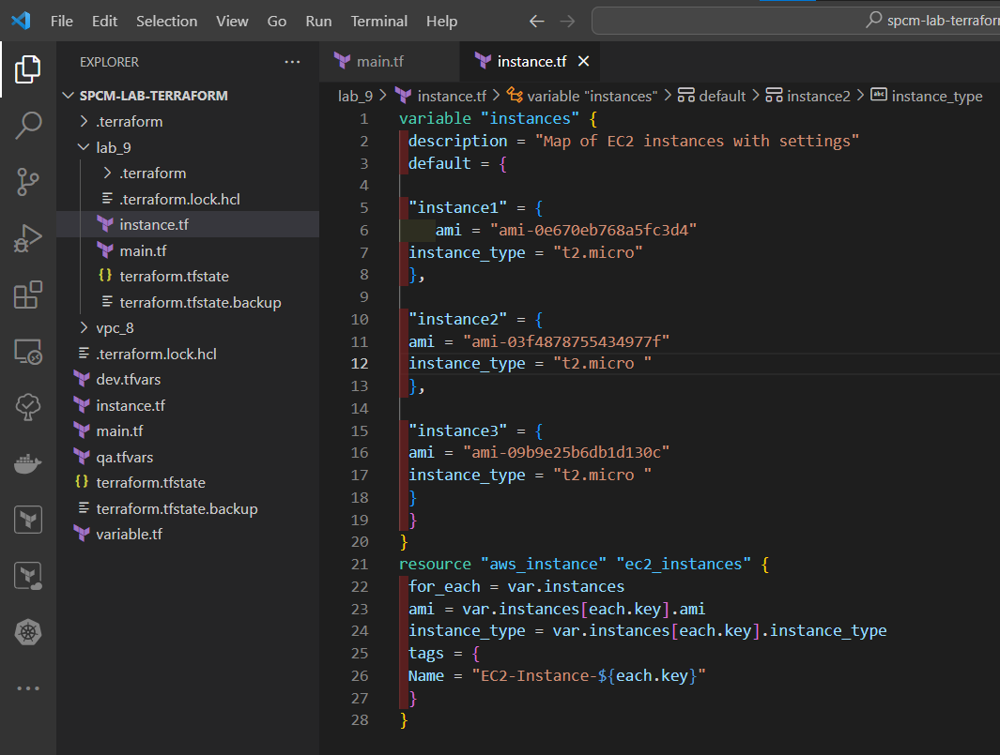 File Edit Selection View Go Run Terminal Help
spcm-lab-terraform
EXPLORER
main.tf
instance.tf
SPCM-LAB-TERRAFORM
.terraform
lab_9
.terraform
.terraform.lock.hcl
instance.tf
main.tf
terraform.tfstate
terraform.tfstate.backup
vpc_8
.terraform.lock.hcl
dev.tfvars
instance.tf
main.tf
qa.tfvars
terraform.tfstate
terraform.tfstate.backup
variable.tf
lab_9 > instance.tf > variable "instances" > default > instance2 > abc instance_type
1 variable "instances" {
2 description = "Map of EC2 instances with settings"
3 default = {
4
5 "instance1" = {
6 ami = "ami-0e670eb768a5fc3d4"
7 instance_type = "t2.micro"
8 },
9
10 "instance2" = {
11 ami = "ami-03f4878755434977f"
12 instance_type = "t2.micro "
13 },
14
15 "instance3" = {
16 ami = "ami-09b9e25b6db1d130c"
17 instance_type = "t2.micro "
18 }
19 }
20 }
21 resource "aws_instance" "ec2_instances" {
22 for_each = var.instances
23 ami = var.instances[each.key].ami
24 instance_type = var.instances[each.key].instance_type
25 tags = {
26 Name = "EC2-Instance-${each.key}"
27 }
28 }